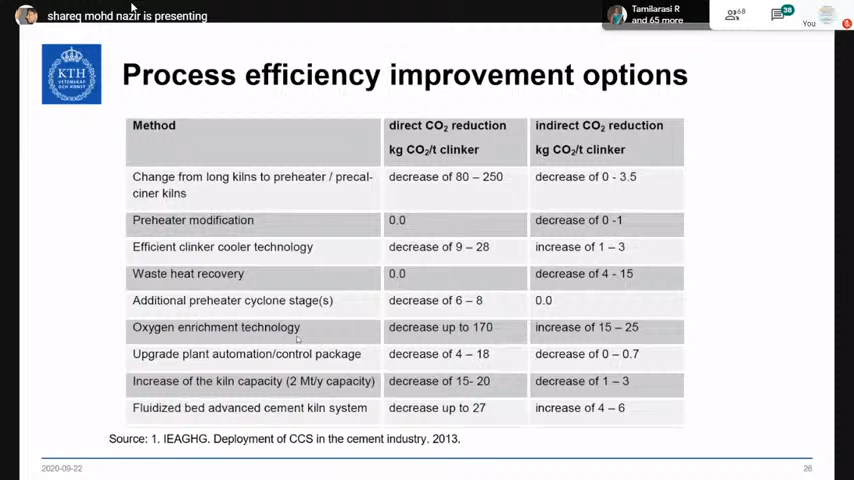 shareq mohd nazir is presenting
Tamilarasi R
and 65 more
68
38
You
KTH
VETENSKAP
OCH KONST
Process efficiency improvement options
Method direct CO₂ reduction indirect CO₂ reduction
kg CO₂/t clinker kg CO₂/t clinker
Change from long kilns to preheater / precal- decrease of 80 – 250 decrease of 0 - 3.5
ciner kilns
Preheater modification 0.0 decrease of 0 -1
Efficient clinker cooler technology decrease of 9 – 28 increase of 1 – 3
Waste heat recovery 0.0 decrease of 4 - 15
Additional preheater cyclone stage(s) decrease of 6 – 8 0.0
Oxygen enrichment technology decrease up to 170 increase of 15 – 25
Upgrade plant automation/control package decrease of 4 – 18 decrease of 0 – 0.7
Increase of the kiln capacity (2 Mt/y capacity) decrease of 15- 20 decrease of 1 – 3
Fluidized bed advanced cement kiln system decrease up to 27 increase of 4 – 6
Source: 1. IEAGHG. Deployment of CCS in the cement industry. 2013.
2020-09-22 26